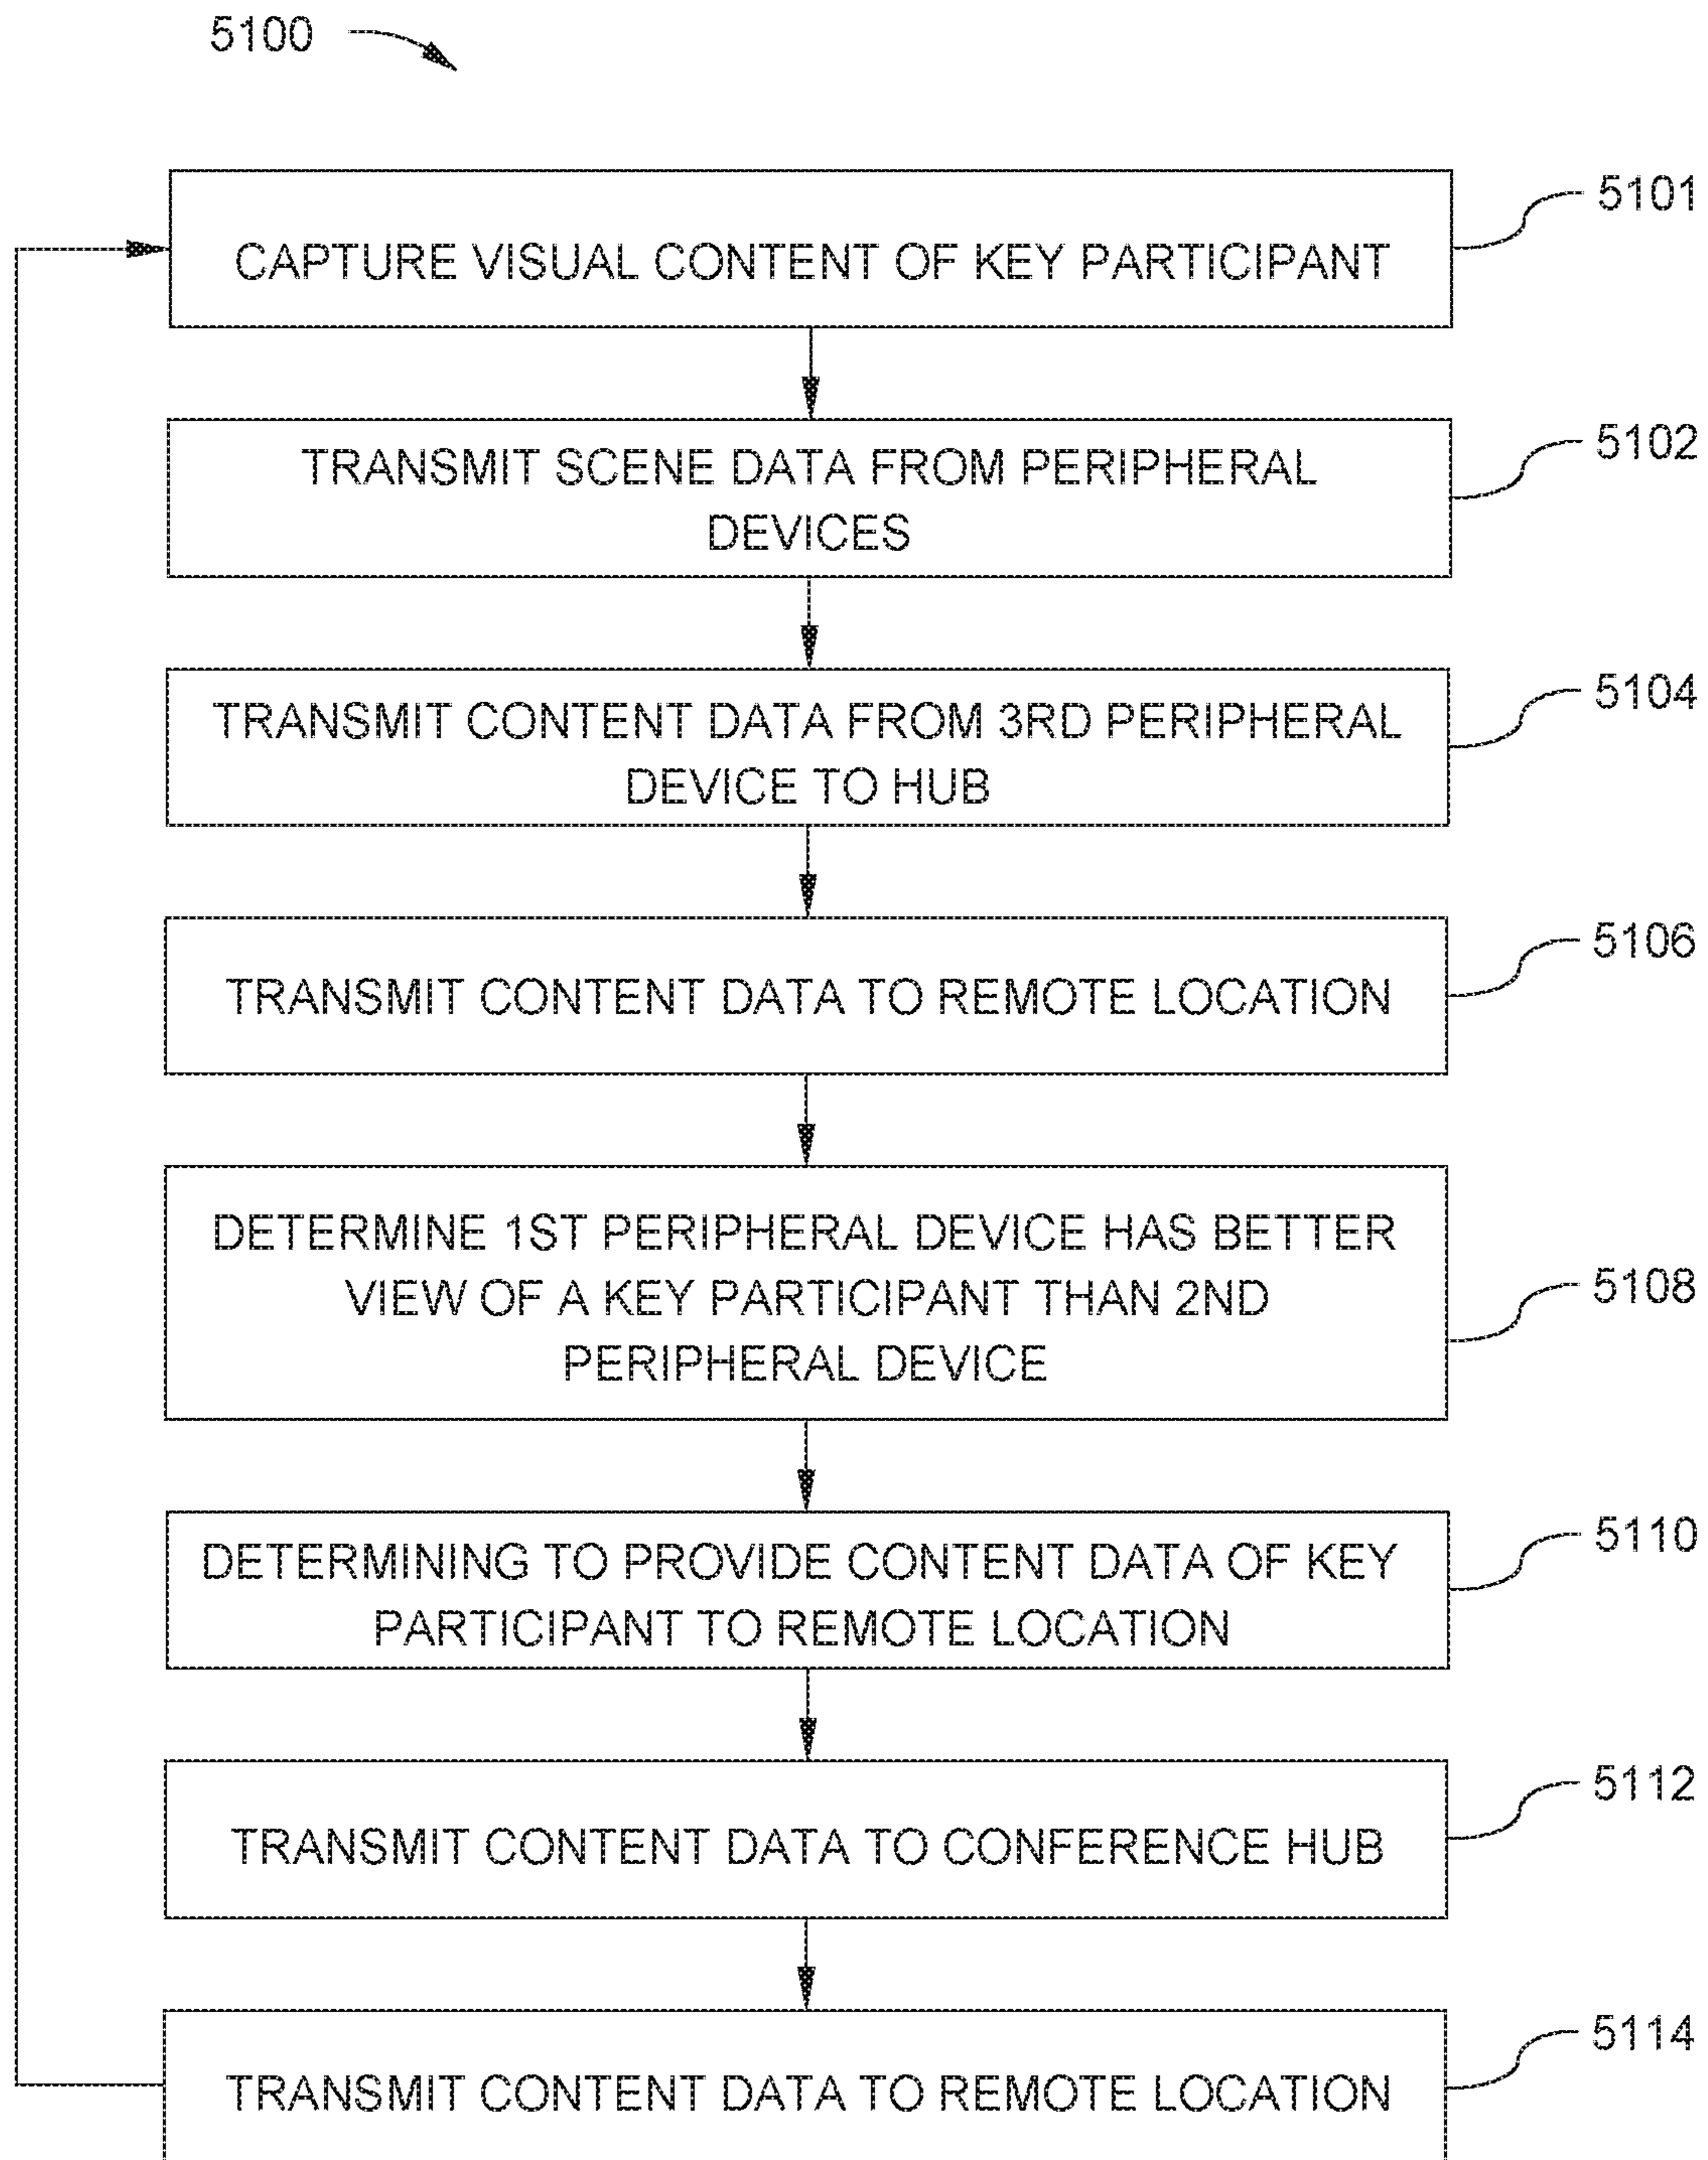 5100
CAPTURE VISUAL CONTENT OF KEY PARTICIPANT
5101
TRANSMIT SCENE DATA FROM PERIPHERAL
DEVICES
5102
TRANSMIT CONTENT DATA FROM 3RD PERIPHERAL
DEVICE TO HUB
5104
TRANSMIT CONTENT DATA TO REMOTE LOCATION
5106
DETERMINE 1ST PERIPHERAL DEVICE HAS BETTER
VIEW OF A KEY PARTICIPANT THAN 2ND
PERIPHERAL DEVICE
5108
DETERMINING TO PROVIDE CONTENT DATA OF KEY
PARTICIPANT TO REMOTE LOCATION
5110
TRANSMIT CONTENT DATA TO CONFERENCE HUB
5112
TRANSMIT CONTENT DATA TO REMOTE LOCATION
5114